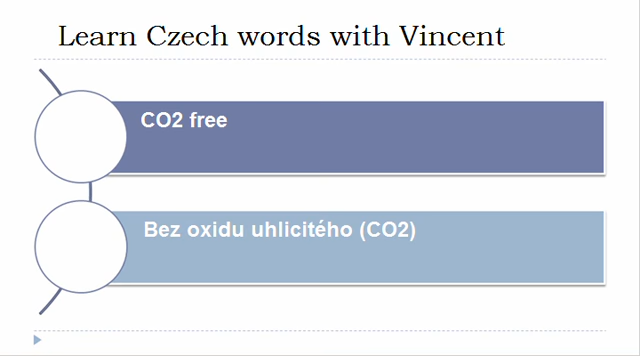 Learn Czech words with Vincent
CO2 free
Bez oxidu uhlicitého (CO2)